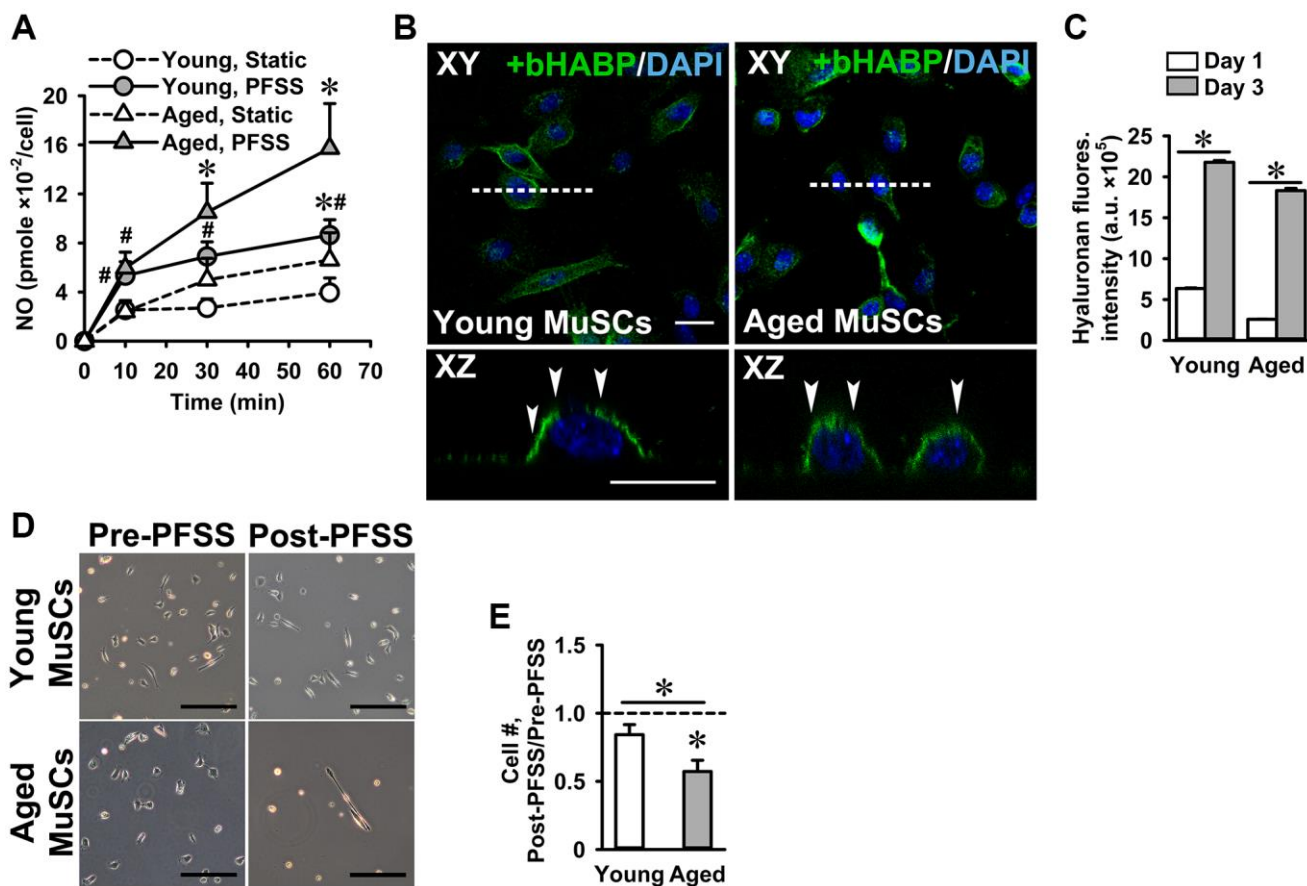 A
Young, Static
Young, PFSS
Aged, Static
Aged, PFSS
NO (pmole ×10⁻²/cell)
20
16
12
8
4
0
*
*
*#
#
#
#
0 10 20 30 40 50 60 70
Time (min)
B
XY +bHABP/DAPI
Young MuSCs
XZ
XY +bHABP/DAPI
Aged MuSCs
XZ
C
Day 1
Day 3
Hyaluronan fluores.
intensity (a.u. ×10⁵)
25
20
15
10
5
0
*
*
Young Aged
D
Pre-PFSS Post-PFSS
Young
MuSCs
Aged
MuSCs
E
Cell #,
Post-PFSS/Pre-PFSS
1.5
1.0
0.5
0
*
*
Young Aged